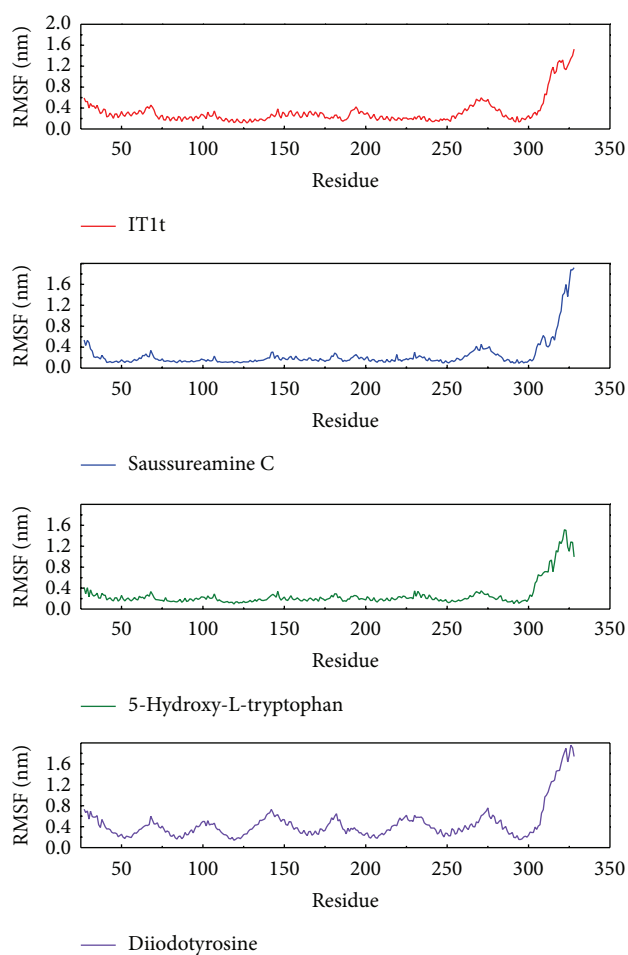 RMSF (nm)
2.0
1.6
1.2
0.8
0.4
0.0
50 100 150 200 250 300 350
Residue
IT1t
RMSF (nm)
1.6
1.2
0.8
0.4
0.0
50 100 150 200 250 300 350
Residue
Saussureamine C
RMSF (nm)
1.6
1.2
0.8
0.4
0.0
50 100 150 200 250 300 350
Residue
5-Hydroxy-L-tryptophan
RMSF (nm)
1.6
1.2
0.8
0.4
0.0
50 100 150 200 250 300 350
Residue
Diiodotyrosine